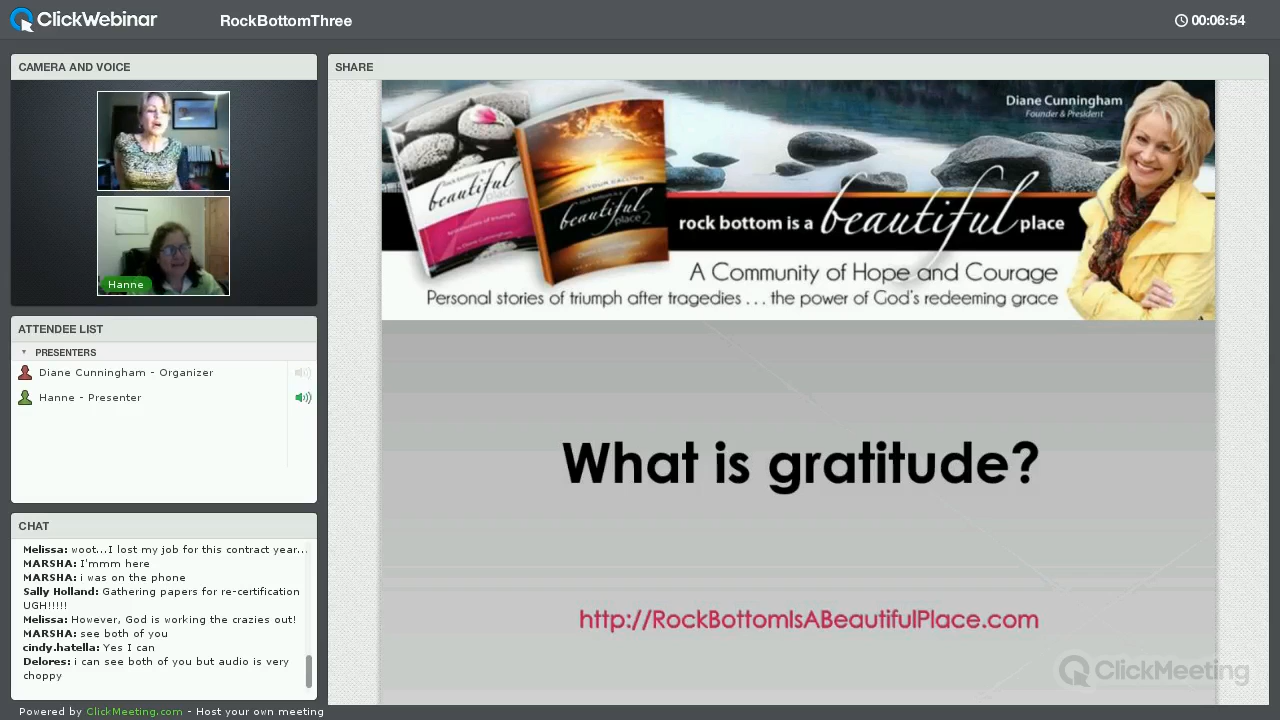 ClickWebinar
RockBottomThree
00:06:54
CAMERA AND VOICE
Hanne
ATTENDEE LIST
PRESENTERS
Diane Cunningham - Organizer
Hanne - Presenter
CHAT
Melissa: woot...I lost my job for this contract year...
MARSHA: I'mmm here
MARSHA: i was on the phone
Sally Holland: Gathering papers for re-certification
UGH!!!!!
Melissa: However, God is working the crazies out!
MARSHA: see both of you
cindy.hatella: Yes I can
Delores: i can see both of you but audio is very
choppy
Powered by ClickMeeting.com - Host your own meeting
SHARE
Diane Cunningham
Founder & President
beautiful
beautiful
place 2
rock bottom is a beautiful place
A Community of Hope and Courage
Personal stories of triumph after tragedies . . . the power of God's redeeming grace
What is gratitude?
http://RockBottomIsABeautifulPlace.com
ClickMeeting